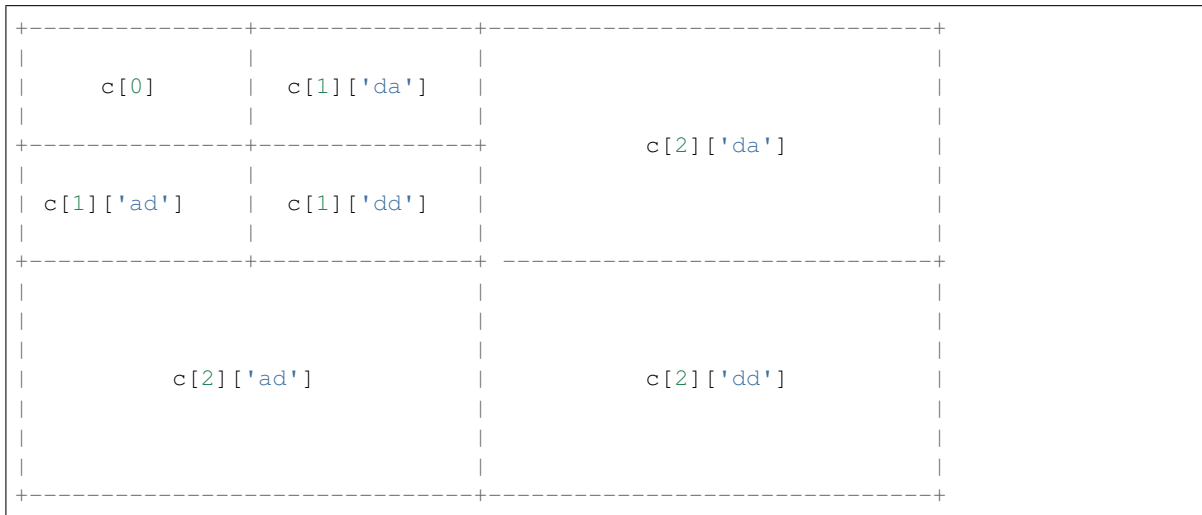 +---------------+---------------+-------------------------------+
|               |               |                               |
|     c[0]      |  c[1]['da']   |                               |
|               |               |                               |
+---------------+---------------+           c[2]['da']          |
|               |               |                               |
| c[1]['ad']    |  c[1]['dd']   |                               |
|               |               |                               |
+---------------+---------------+ ------------------------------+
|                               |                               |
|                               |                               |
|                               |                               |
|          c[2]['ad']           |           c[2]['dd']          |
|                               |                               |
|                               |                               |
|                               |                               |
+-------------------------------+-------------------------------+